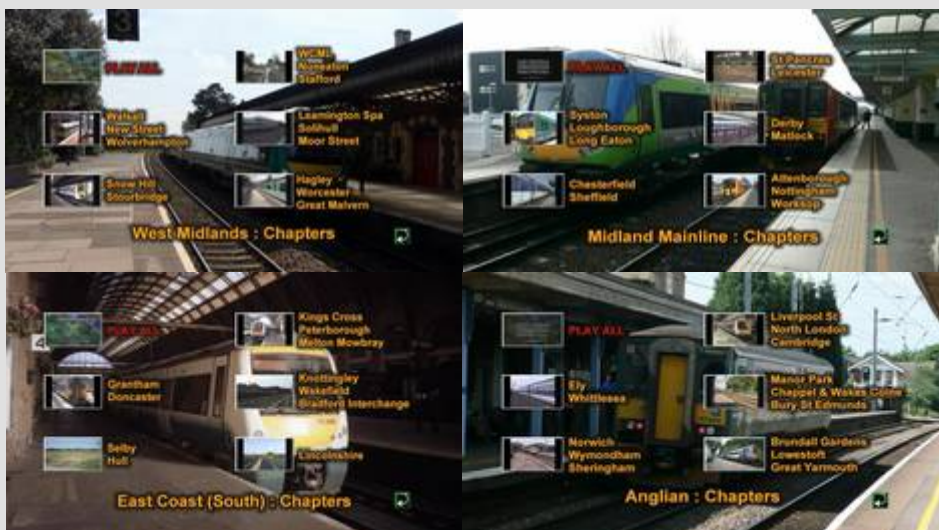 3
PLAY ALL
WCML
Nuneaton
Stafford
Walsall
New Street
Wolverhampton
Leamington Spa
Solihull
Moor Street
Snow Hill
Stourbridge
Hagley
Worcester
Great Malvern
West Midlands : Chapters
PLAY ALL
St Pancras
Leicester
Syston
Loughborough
Long Eaton
Derby
Matlock
Chesterfield
Sheffield
Attenborough
Nottingham
Worksop
Midland Mainline : Chapters
4
PLAY ALL
Kings Cross
Peterborough
Melton Mowbray
Grantham
Doncaster
Knottingley
Wakefield
Bradford Interchange
Selby
Hull
Lincolnshire
East Coast (South) : Chapters
PLAY ALL
Liverpool St
North London
Cambridge
Ely
Whittlesea
Manor Park
Chappel & Wakes Colne
Bury St Edmunds
Norwich
Wymondham
Sheringham
Brundall Gardens
Lowestoft
Great Yarmouth
Anglian : Chapters